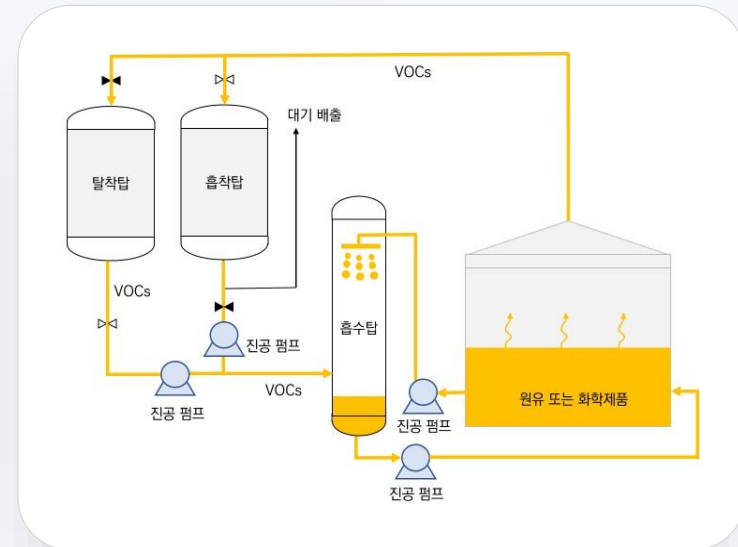 VOCs
대기 배출
탈착탑
흡착탑
VOCs
흡수탑
진공 펌프
VOCs
진공 펌프
진공 펌프
원유 또는 화학제품
진공 펌프